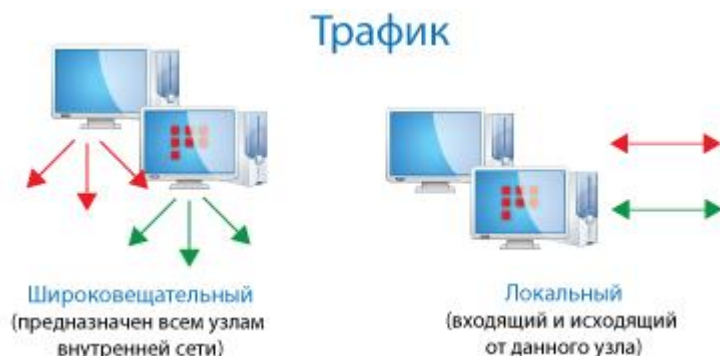 Трафик
Широковещательный
(предназначен всем узлам
внутренней сети)
Локальный
(входящий и исходящий
от данного узла)